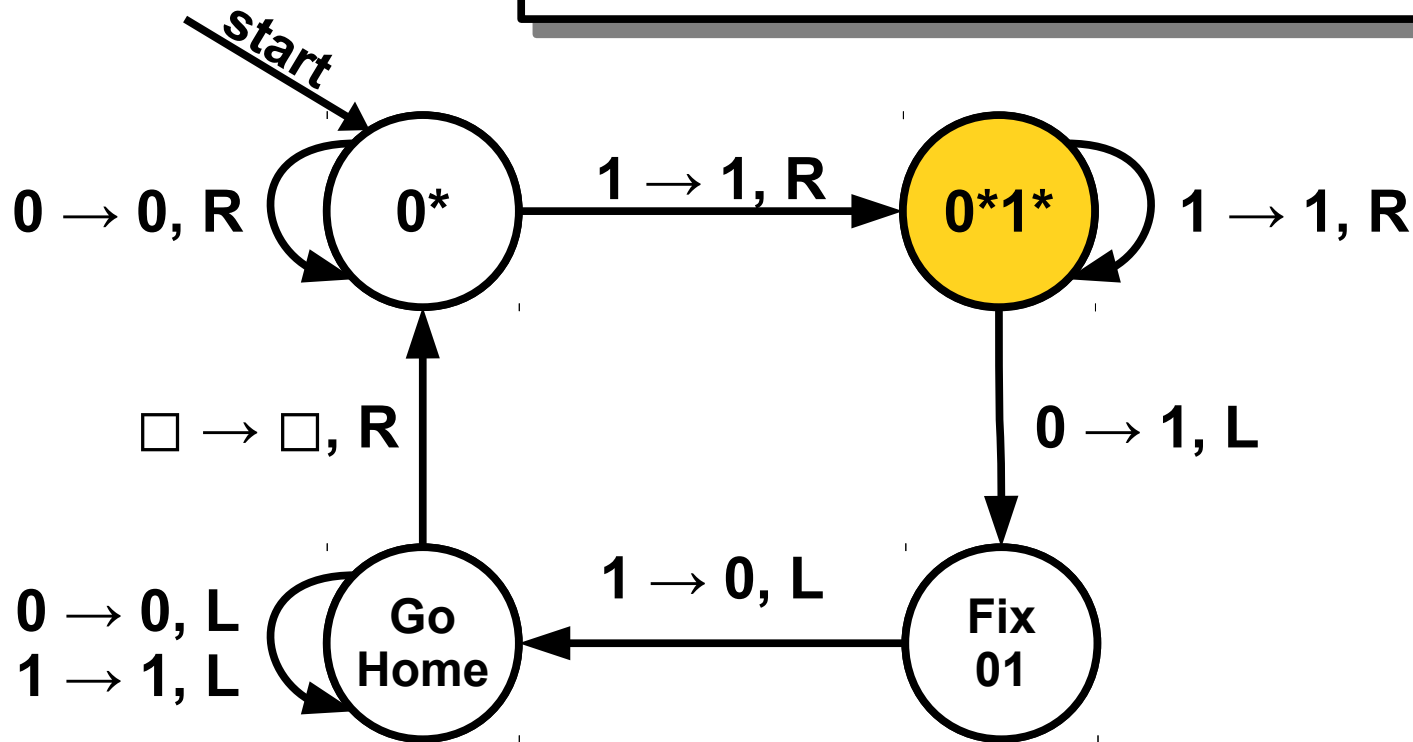 start
0 → 0, R
0*
1 → 1, R
0*1*
1 → 1, R
□ → □, R
0 → 1, L
0 → 0, L
1 → 1, L
Go
Home
1 → 0, L
Fix
01